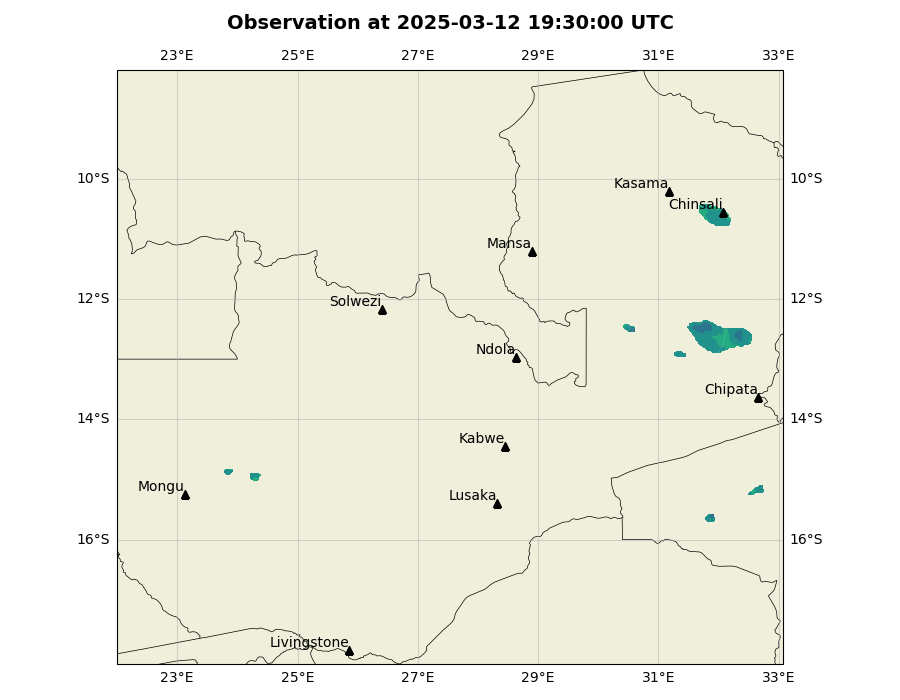 Observation at 2025-03-12 19:30:00 UTC
23°E 25°E 27°E 29°E 31°E 33°E
10°S 10°S
Kasama
Chinsali
Mansa
12°S 12°S
Solwezi
Ndola
Chipata
14°S 14°S
Kabwe
Mongu
Lusaka
16°S 16°S
Livingstone
23°E 25°E 27°E 29°E 31°E 33°E